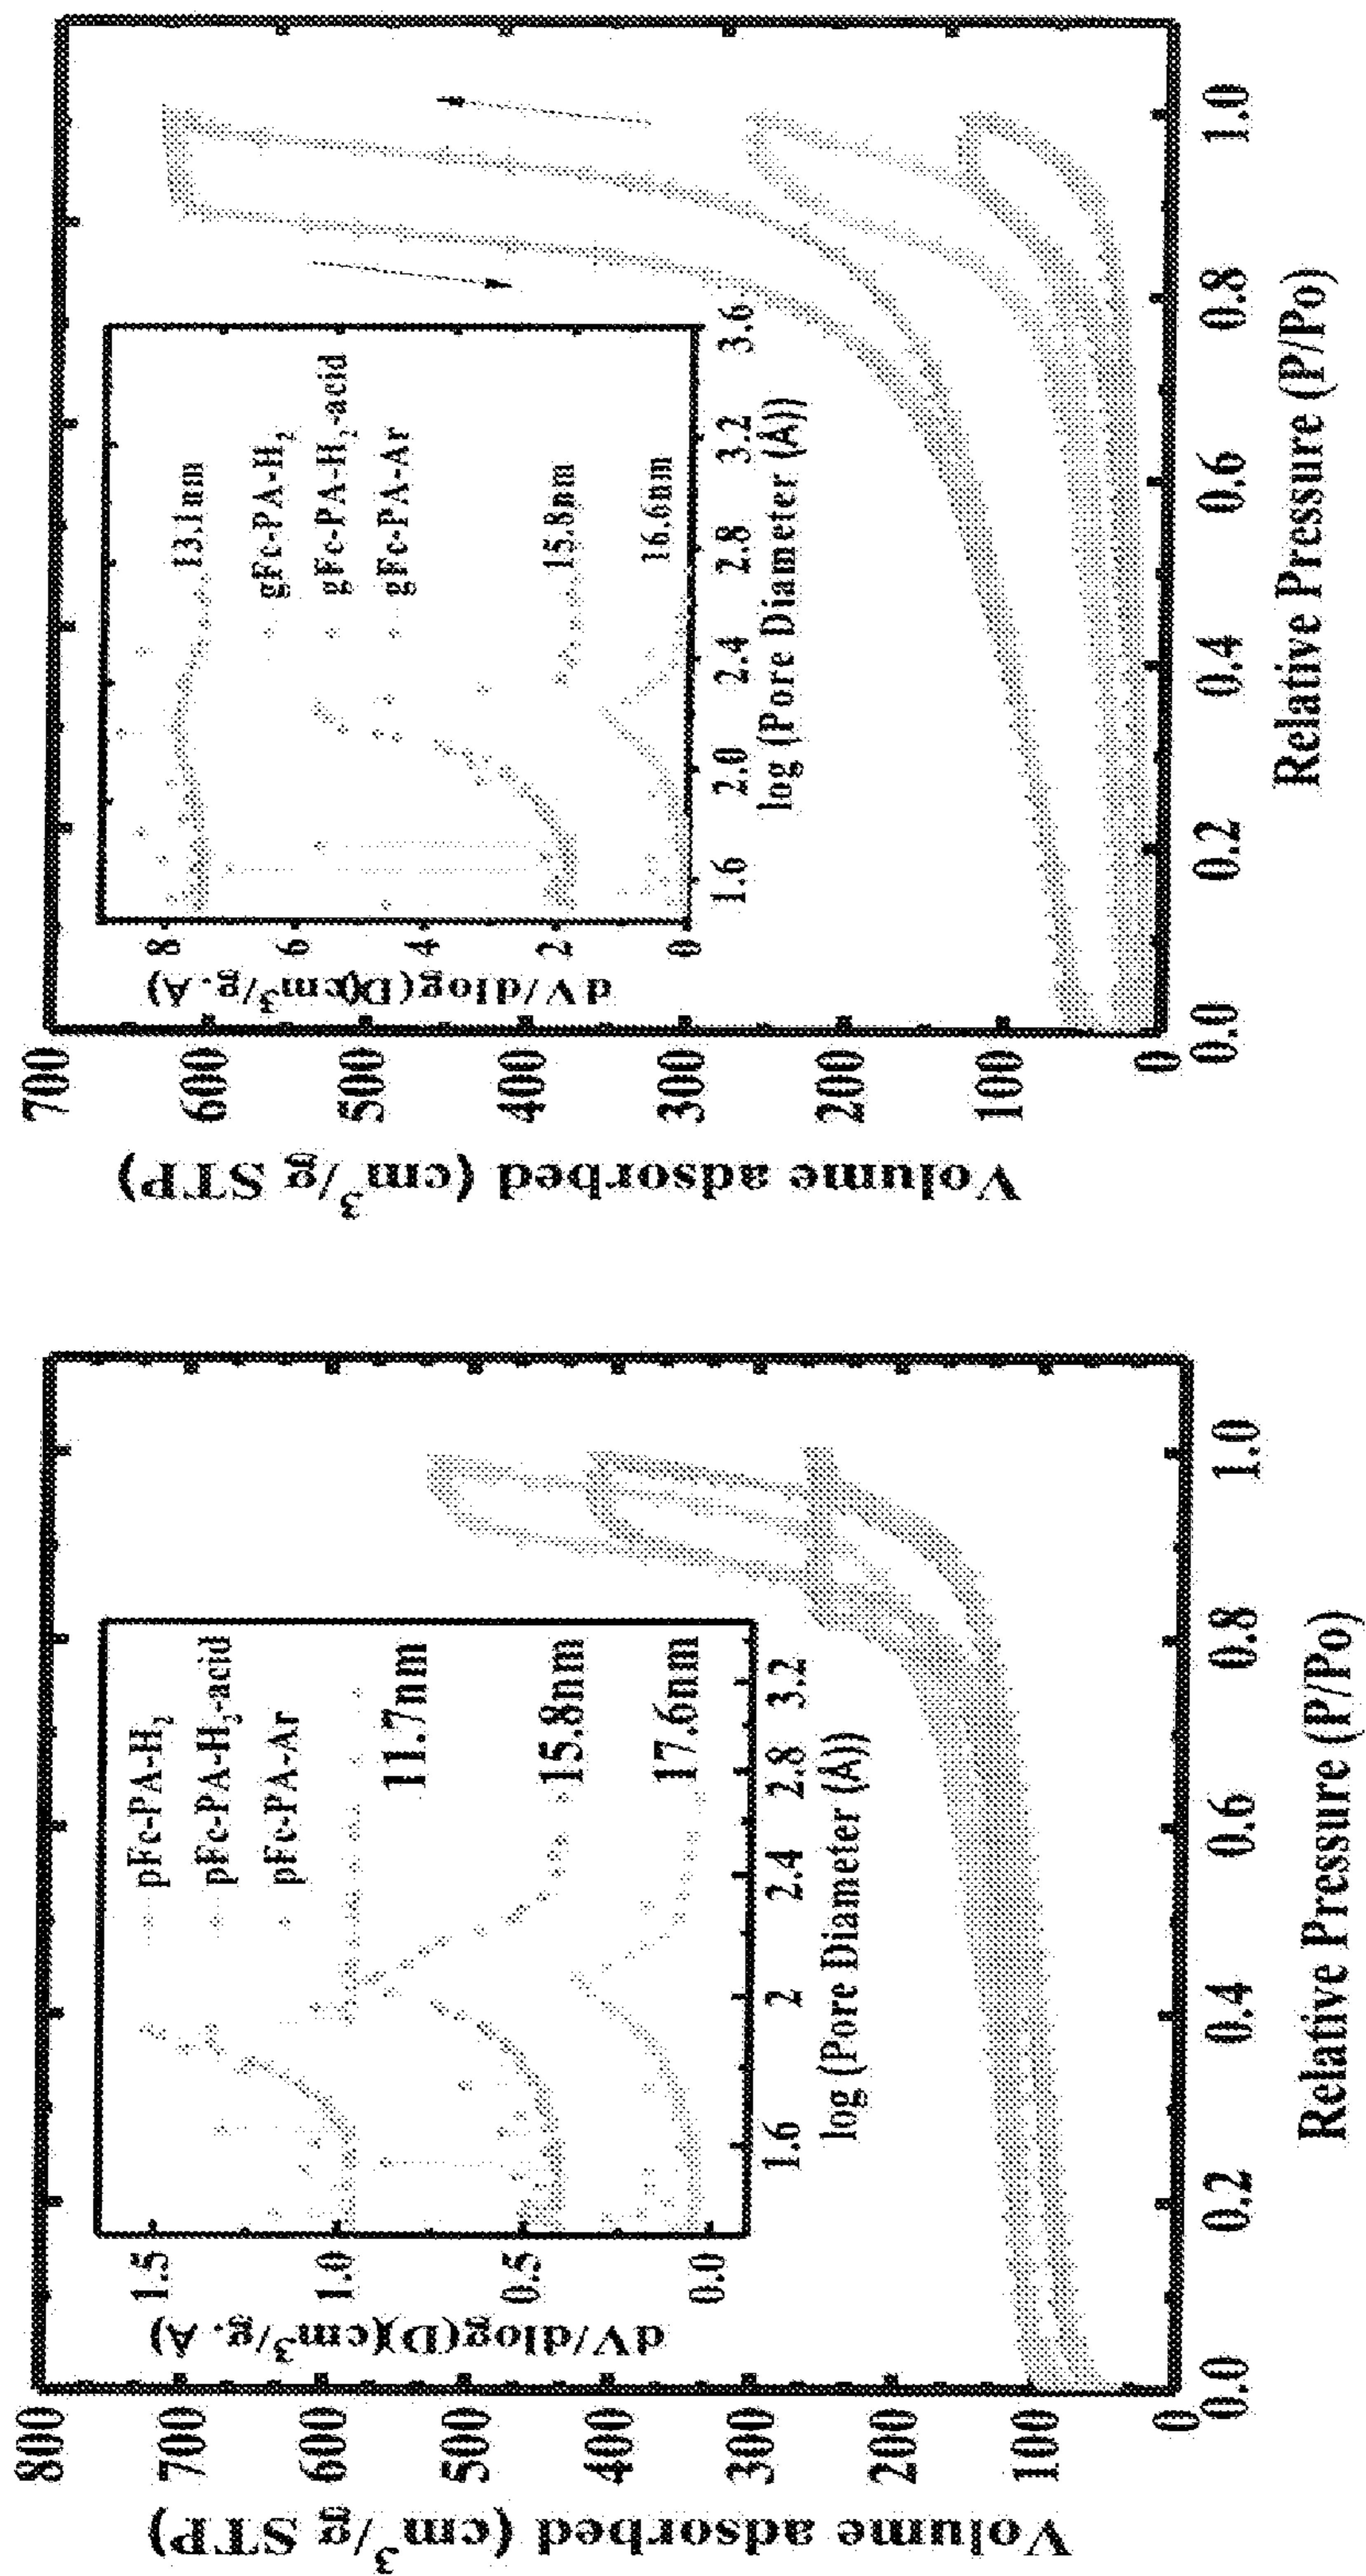 Volume adsorbed (cm³/g STP)
800
700
600
500
400
300
200
100
0
0.0
0.2
0.4
0.6
0.8
1.0
Relative Pressure (P/Po)
dV/dlog(D)(cm³/g. A)
1.5
1.0
0.5
0.0
1.6
2
2.4
2.8
3.2
log (Pore Diameter (Å))
pFc-PA-H₂
pFc-PA-H₂-acid
pFc-PA-Ar
11.7nm
15.8nm
17.6nm
Volume adsorbed (cm³/g STP)
700
600
500
400
300
200
100
0
0.0
0.2
0.4
0.6
0.8
1.0
Relative Pressure (P/Po)
dV/dlog(D)(cm³/g. A)
8
6
4
2
0
1.6
2.0
2.4
2.8
3.2
3.6
log (Pore Diameter (Å))
13.1nm
gFc-PA-H₂
gFc-PA-H₂-acid
gFc-PA-Ar
15.8nm
16.6nm